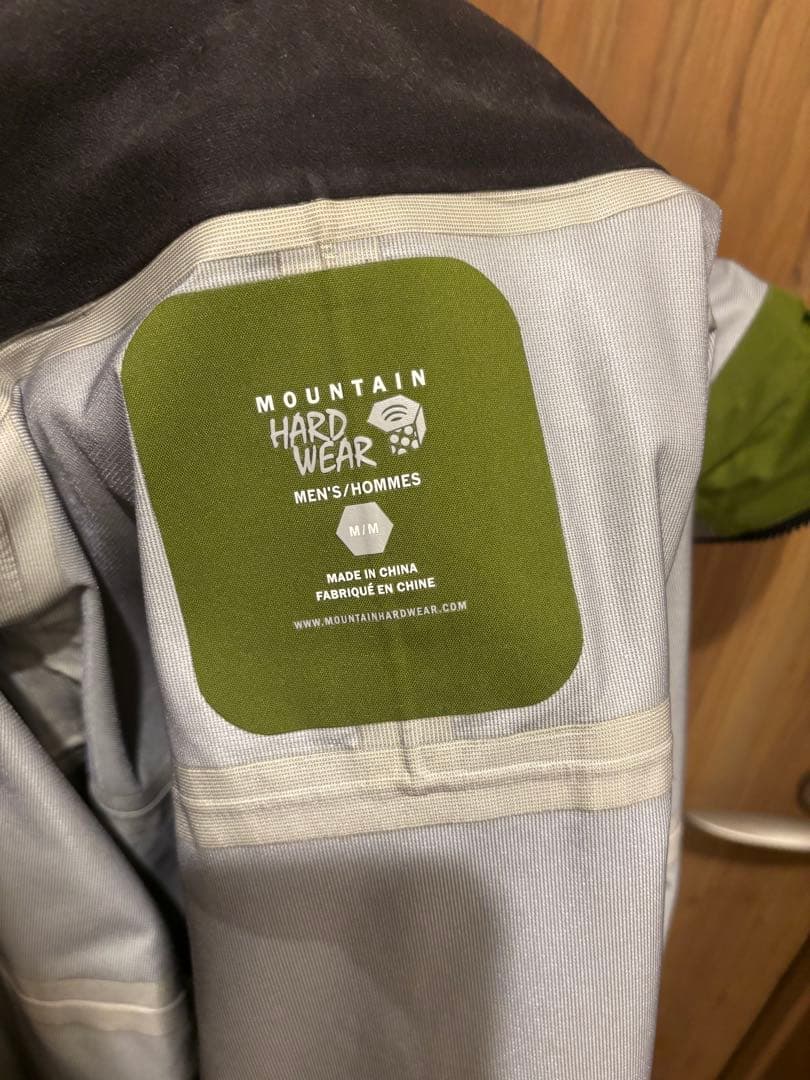 MOUNTAIN
HARD
WEAR
MEN'S/HOMMES
M/M
MADE IN CHINA
FABRIQUÉ EN CHINE
WWW.MOUNTAINHARDWEAR.COM